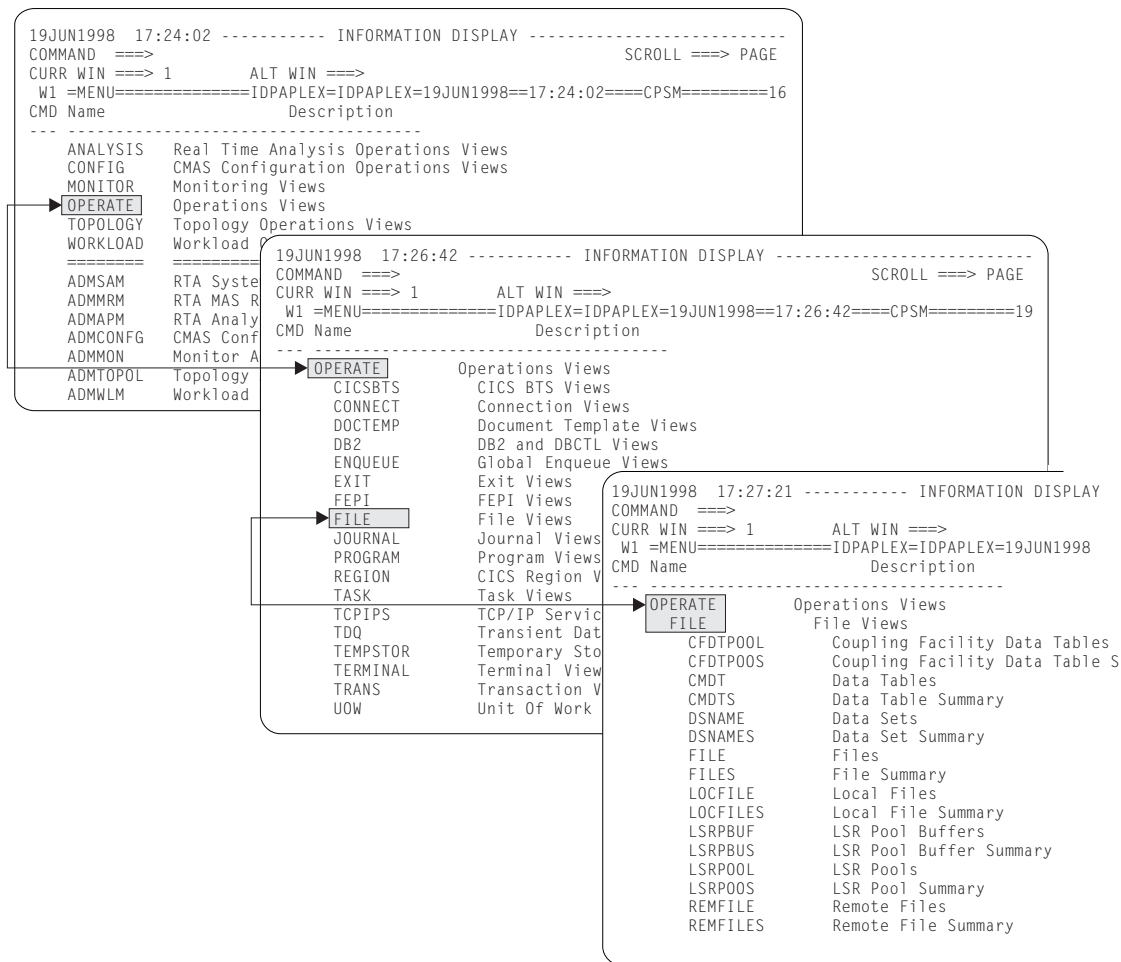 19JUN1998  17:24:02 ----------- INFORMATION DISPLAY ---------------------------
COMMAND  ===>                                                 SCROLL ===> PAGE
CURR WIN ===> 1        ALT WIN ===>
W1 =MENU==============IDPAPLEX=IDPAPLEX=19JUN1998==17:24:02====CPSM=========16
CMD Name                  Description
--- -------------------------------------
ANALYSIS   Real Time Analysis Operations Views
CONFIG     CMAS Configuration Operations Views
MONITOR    Monitoring Views
OPERATE    Operations Views
TOPOLOGY   Topology Operations Views
WORKLOAD   Workload O
========   =========
ADMSAM     RTA Syste
ADMMRM     RTA MAS R
ADMAPM     RTA Analy
ADMCONFG   CMAS Conf
ADMMON     Monitor A
ADMTOPOL   Topology
ADMWLM     Workload
19JUN1998  17:26:42 ----------- INFORMATION DISPLAY ---------------------------
COMMAND  ===>                                                 SCROLL ===> PAGE
CURR WIN ===> 1        ALT WIN ===>
W1 =MENU==============IDPAPLEX=IDPAPLEX=19JUN1998==17:26:42====CPSM=========19
CMD Name                  Description
--- -------------------------------------
OPERATE        Operations Views
CICSBTS        CICS BTS Views
CONNECT        Connection Views
DOCTEMP        Document Template Views
DB2            DB2 and DBCTL Views
ENQUEUE        Global Enqueue Views
EXIT           Exit Views
FEPI           FEPI Views
FILE           File Views
JOURNAL        Journal Views
PROGRAM        Program Views
REGION         CICS Region V
TASK           Task Views
TCPIPS         TCP/IP Servic
TDQ            Transient Dat
TEMPSTOR       Temporary Sto
TERMINAL       Terminal View
TRANS          Transaction V
UOW            Unit Of Work
19JUN1998  17:27:21 ----------- INFORMATION DISPLAY
COMMAND  ===>
CURR WIN ===> 1        ALT WIN ===>
W1 =MENU==============IDPAPLEX=IDPAPLEX=19JUN1998
CMD Name                  Description
--- -------------------------------------
OPERATE        Operations Views
FILE           File Views
CFDTPOOL       Coupling Facility Data Tables
CFDTPOOS       Coupling Facility Data Table S
CMDT           Data Tables
CMDTS          Data Table Summary
DSNAME         Data Sets
DSNAMES        Data Set Summary
FILE           Files
FILES          File Summary
LOCFILE        Local Files
LOCFILES       Local File Summary
LSRPBUF        LSR Pool Buffers
LSRPBUS        LSR Pool Buffer Summary
LSRPOOL        LSR Pools
LSRPOOS        LSR Pool Summary
REMFILE        Remote Files
REMFILES       Remote File Summary